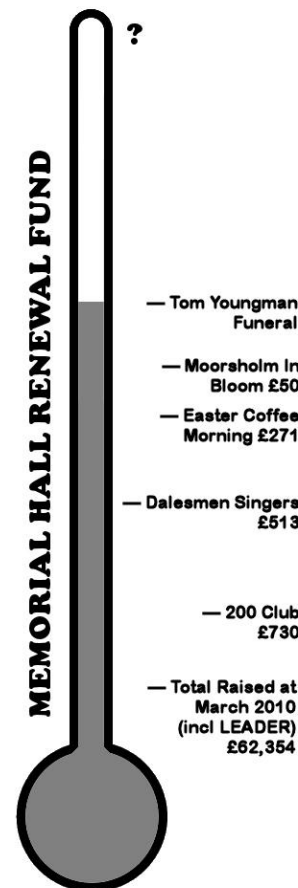 MEMORIAL HALL RENEWAL FUND
?
— Tom Youngman
Funeral
— Moorsholm In
Bloom £50
— Easter Coffee
Morning £271
— Dalesmen Singers
£513
— 200 Club
£730
— Total Raised at
March 2010
(incl LEADER)
£62,354